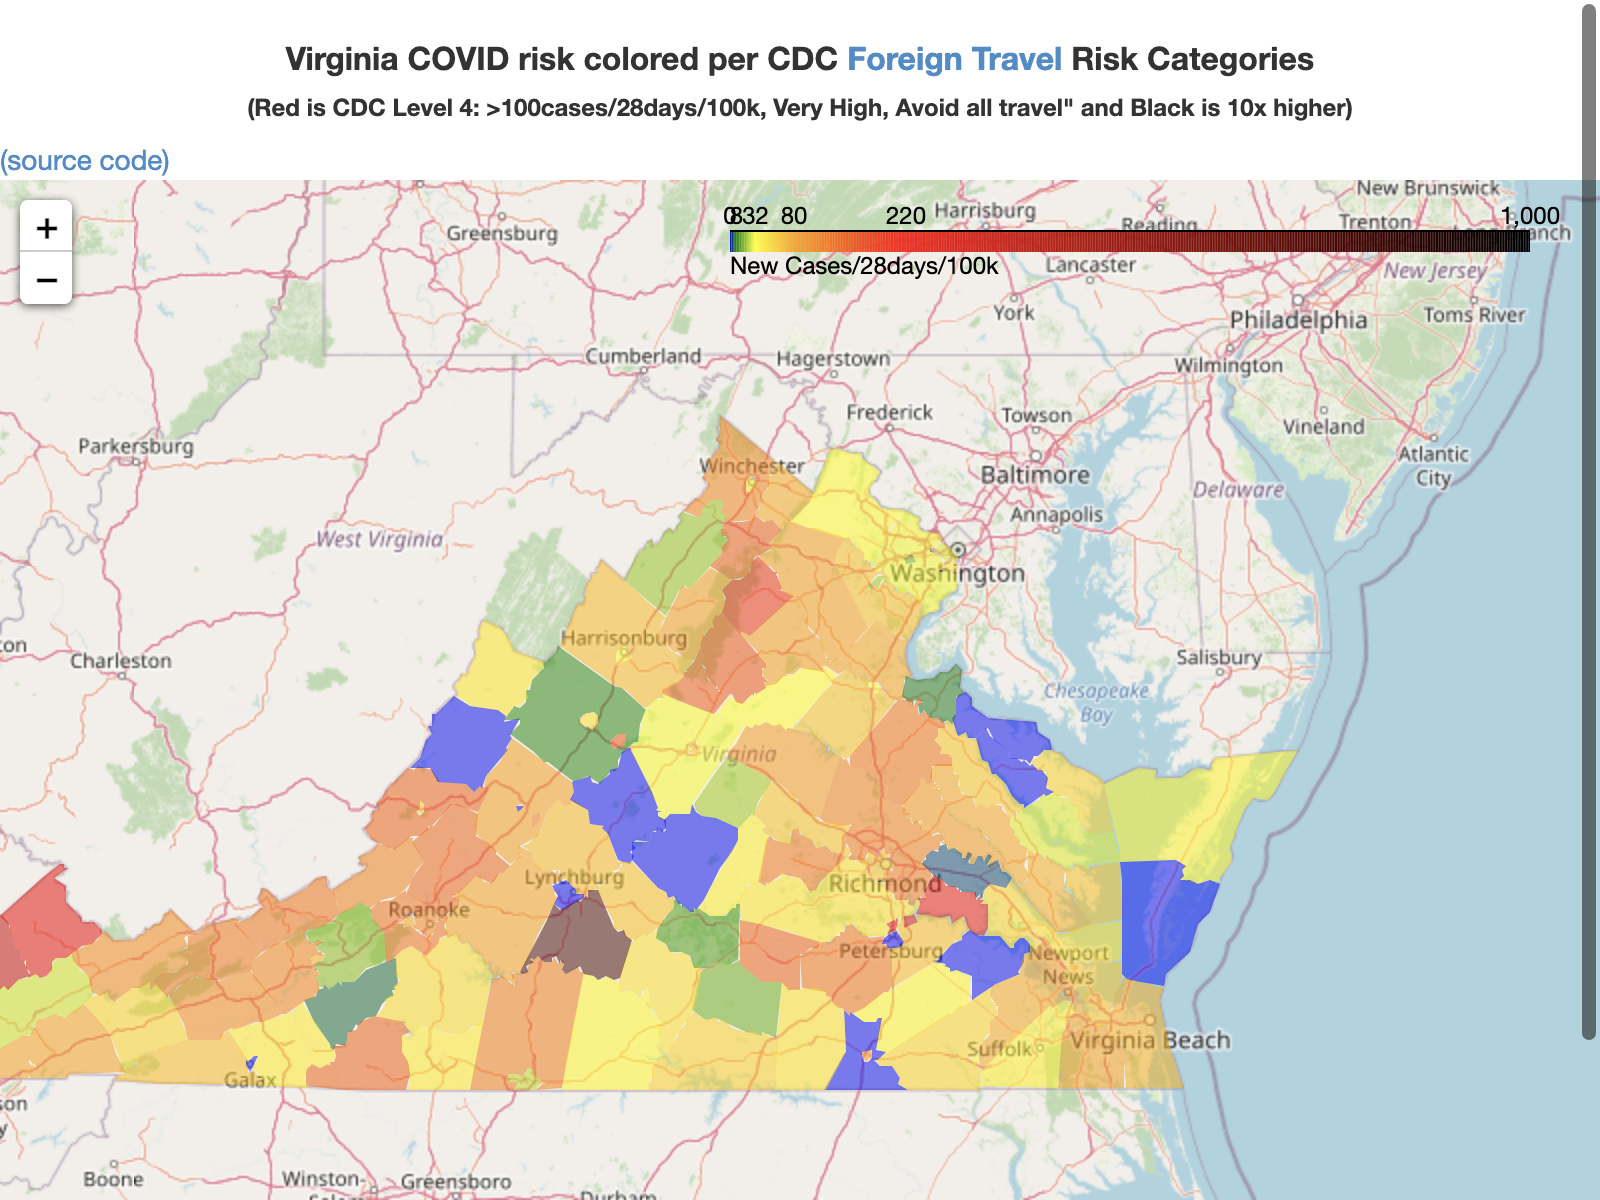 Virginia COVID risk colored per CDC Foreign Travel Risk Categories
(Red is CDC Level 4: >100cases/28days/100k, Very High, Avoid all travel" and Black is 10x higher)
(source code)
+
−
New Brunswick
0832 80 220 1,000
Harrisburg
Reading
Trenton
Greensburg
New Cases/28days/100k
Lancaster
New Jersey
York
Philadelphia
Toms River
Cumberland
Hagerstown
Wilmington
Frederick
Towson
Vineland
Parkersburg
Winchester
Baltimore
Atlantic
City
Delaware
Annapolis
West Virginia
Washington
Harrisonburg
Charleston
Salisbury
Chesapeake
Bay
Virginia
Lynchburg
Richmond
Roanoke
Petersburg
Newport
News
Suffolk
Virginia Beach
Galax
son
y
Boone
Winston-
Greensboro
Durham